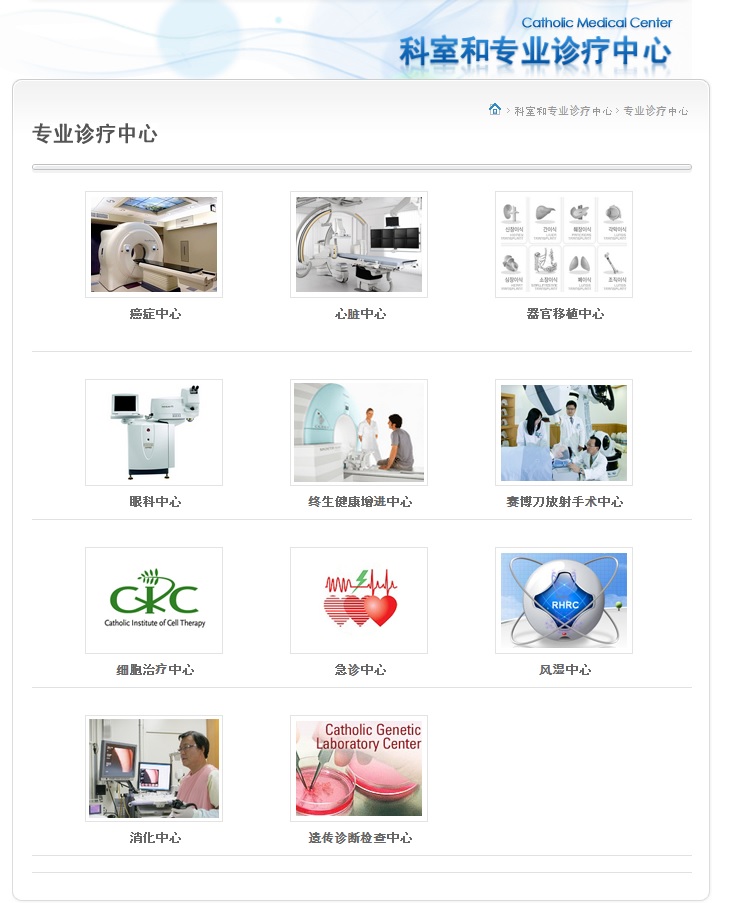 Catholic Medical Center
科室和专业诊疗中心
> 科室和专业诊疗中心 > 专业诊疗中心
专业诊疗中心
신장이식 간이식 췌장이식 각막이식
심장이식 소장이식 폐이식 조직이식
癌症中心 心脏中心 器官移植中心
眼科中心 终生健康增进中心 赛博刀放射手术中心
CIC
Catholic Institute of Cell Therapy
RHRC
细胞治疗中心 急诊中心 风湿中心
Catholic Genetic
Laboratory Center
消化中心 遗传诊断检查中心